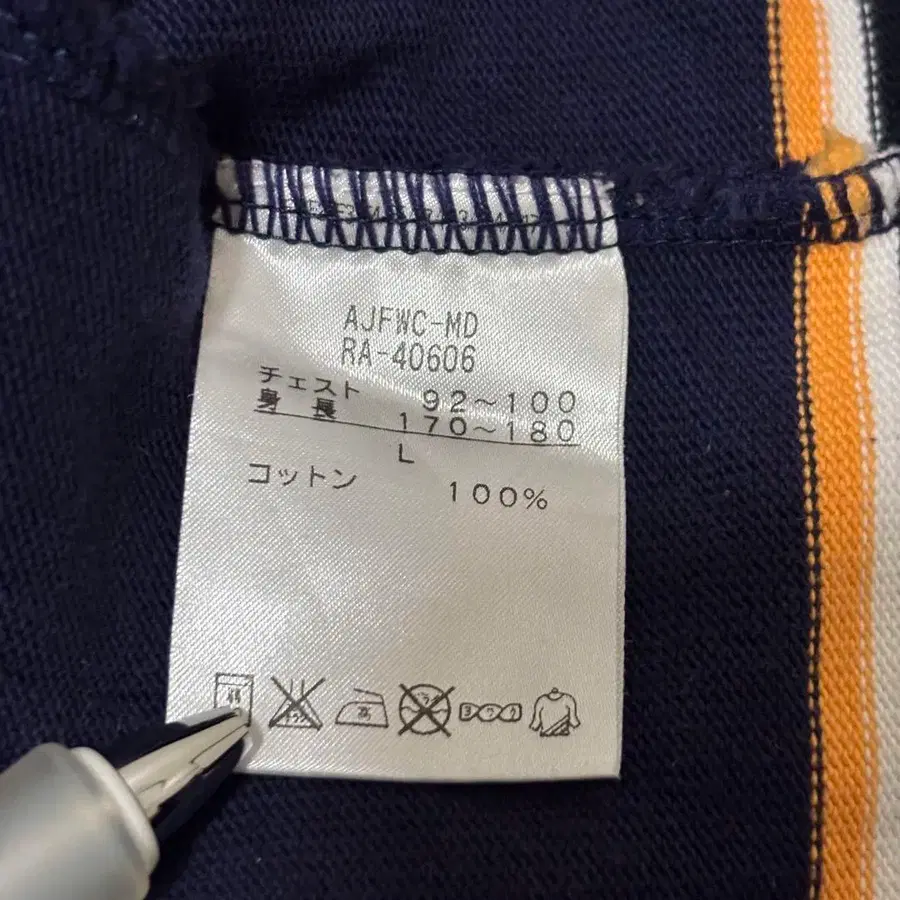 AJFWC-MD
RA-40606
チェスト 92～100
身長 170～180
L
コットン 100%
高